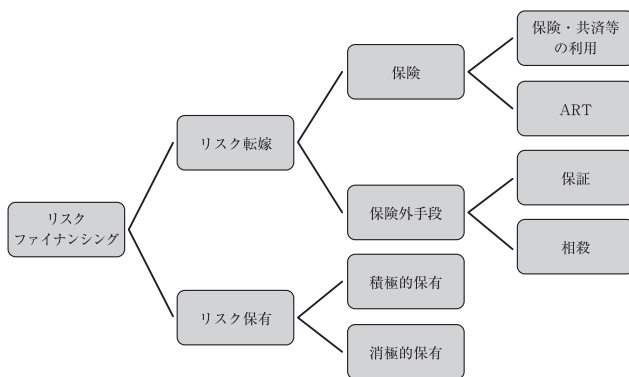 リスク
ファイナンシング
リスク転嫁
保険
保険・共済等
の利用
ART
保険外手段
保証
相殺
リスク保有
積極的保有
消極的保有